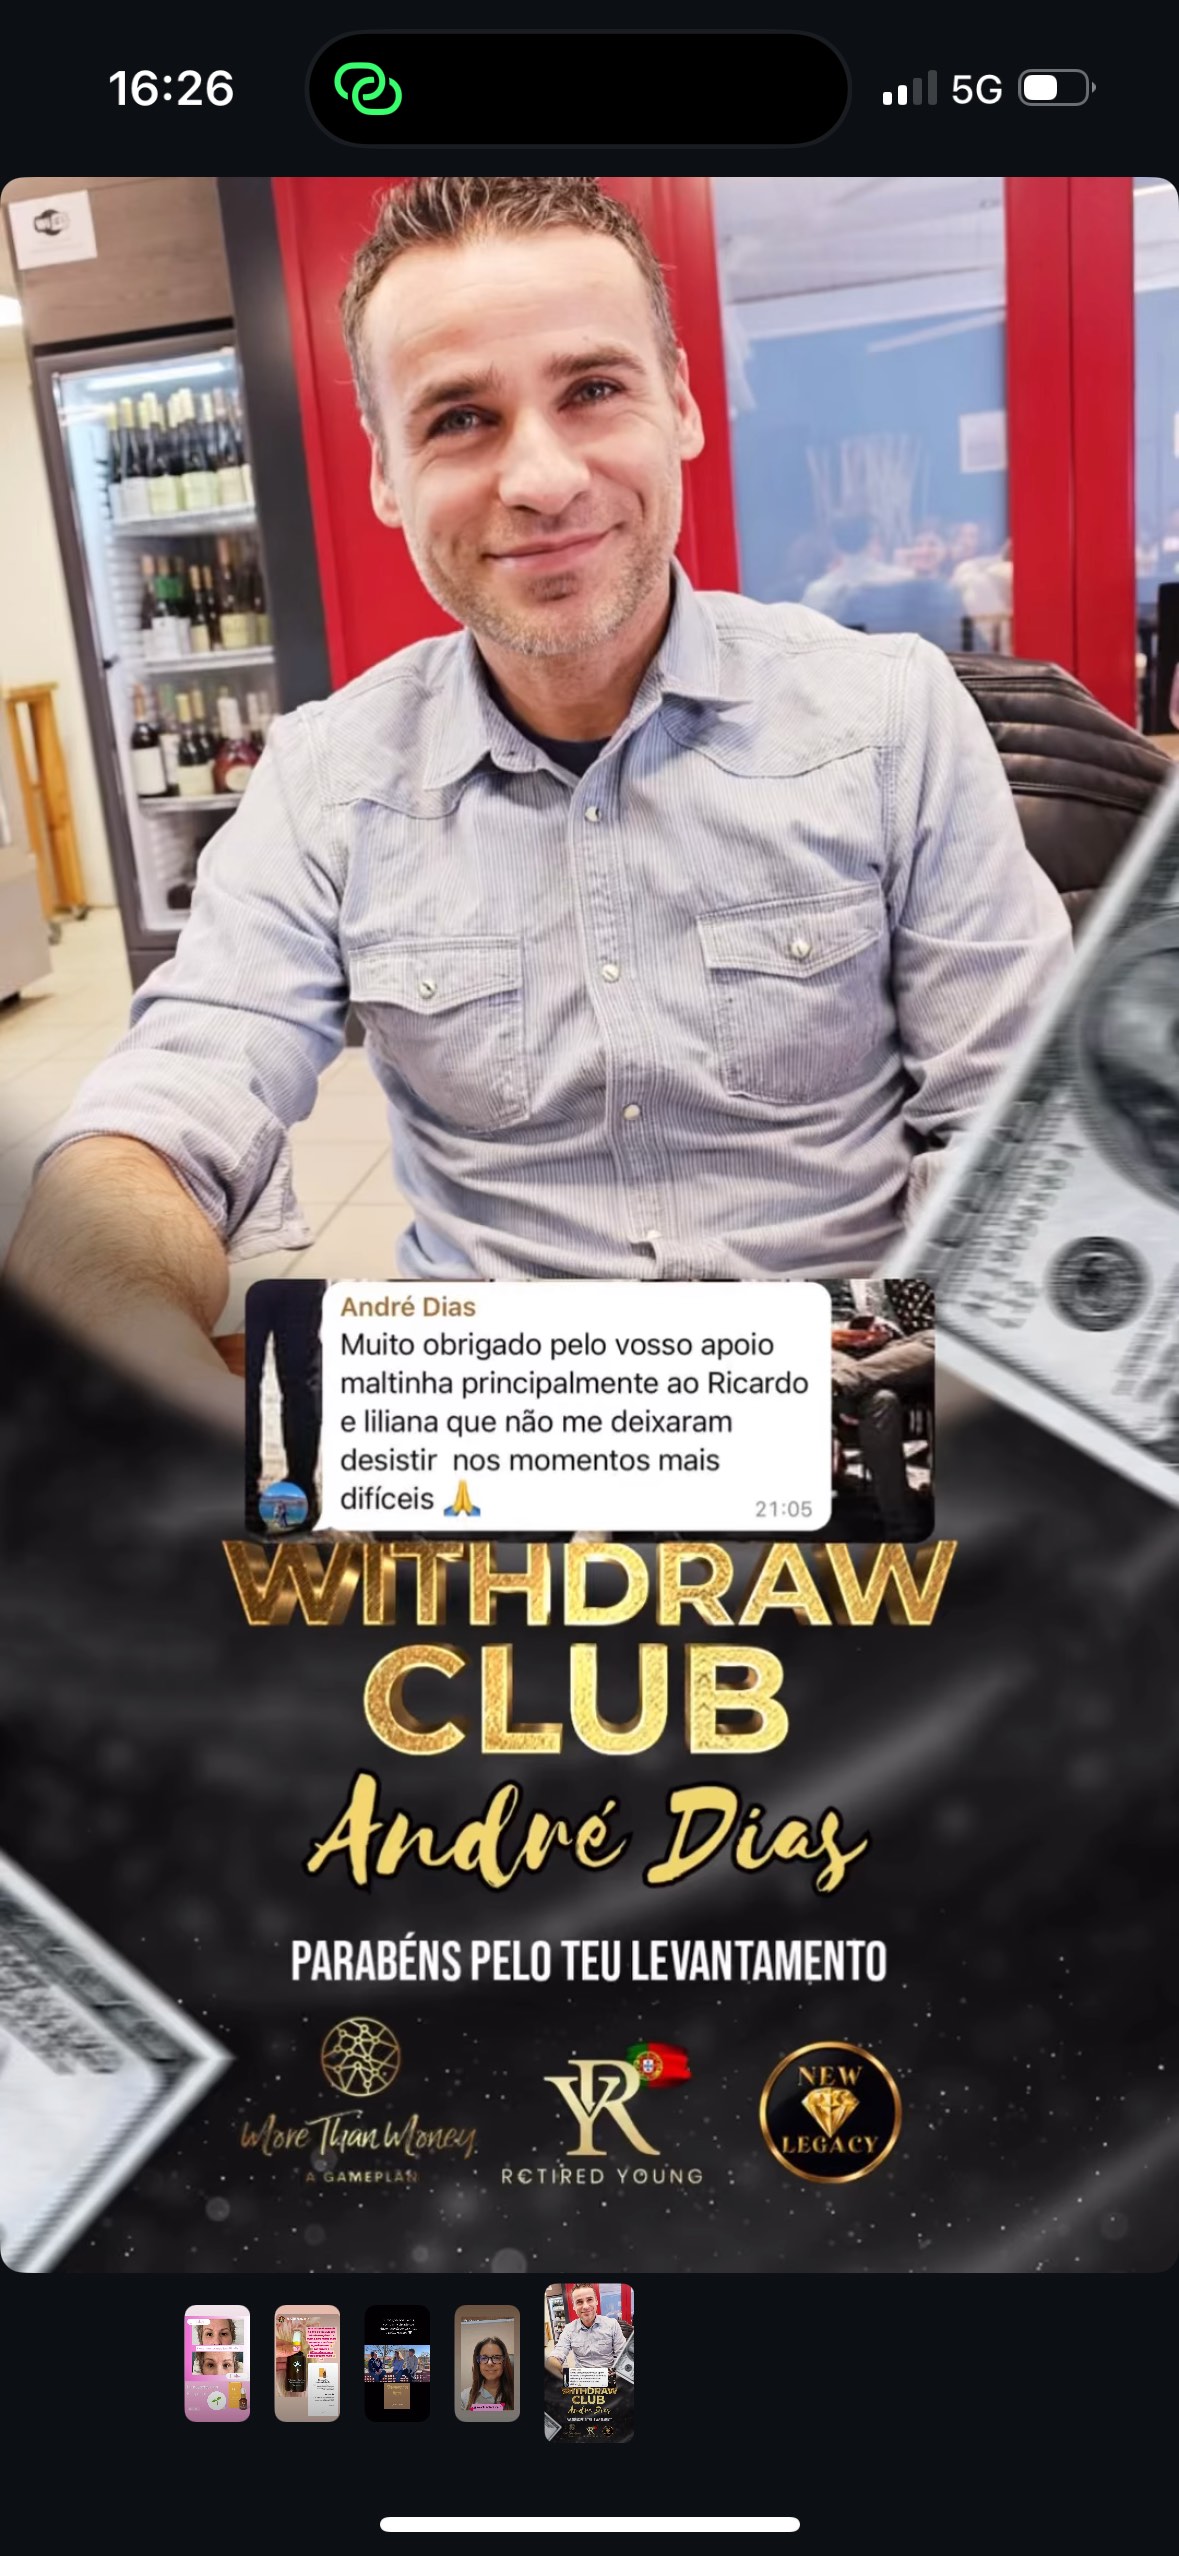 16:26
5G
André Dias
Muito obrigado pelo vosso apoio
maltinha principalmente ao Ricardo
e liliana que não me deixaram
desistir nos momentos mais
difíceis 🙏
21:05
WITHDRAW
CLUB
André Dias
PARABÉNS PELO TEU LEVANTAMENTO
More Than Money
A GAMEPLAN
YR
RETIRED YOUNG
NEW
LEGACY